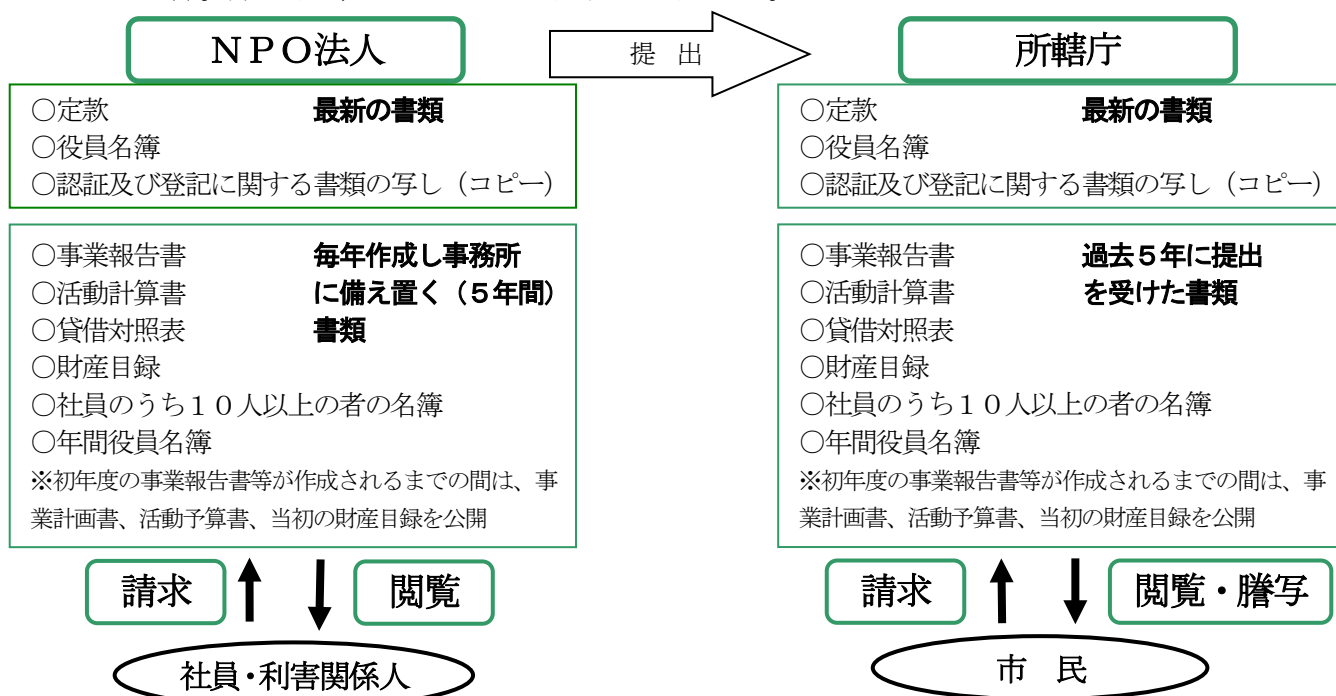 NPO法人
提 出
所轄庁
○定款 最新の書類
○役員名簿
○認証及び登記に関する書類の写し（コピー）
○事業報告書 毎年作成し事務所
○活動計算書 に備え置く（５年間）
○貸借対照表 書類
○財産目録
○社員のうち１０人以上の者の名簿
○年間役員名簿
※初年度の事業報告書等が作成されるまでの間は、事
業計画書、活動予算書、当初の財産目録を公開
請求
閲覧
社員・利害関係人
○定款 最新の書類
○役員名簿
○認証及び登記に関する書類の写し（コピー）
○事業報告書 過去５年に提出
○活動計算書 を受けた書類
○貸借対照表
○財産目録
○社員のうち１０人以上の者の名簿
○年間役員名簿
※初年度の事業報告書等が作成されるまでの間は、事
業計画書、活動予算書、当初の財産目録を公開
請求
閲覧・謄写
市 民